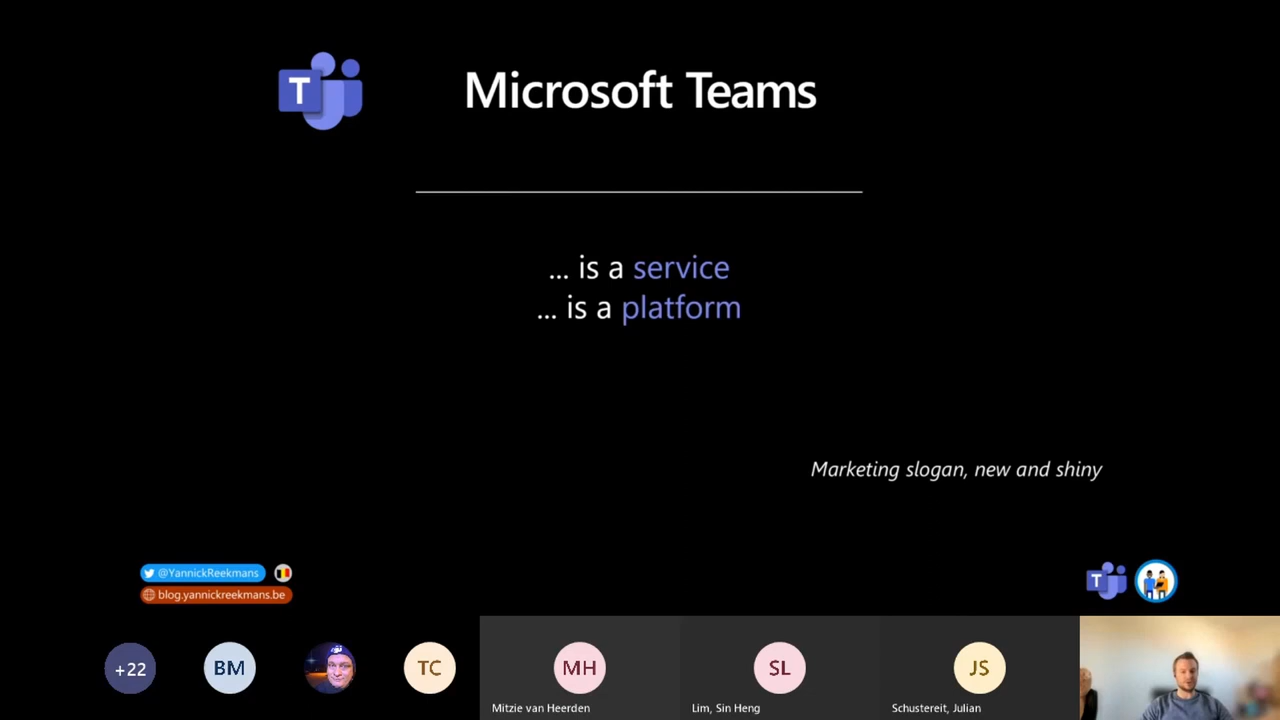 T
Microsoft Teams
... is a service
... is a platform
Marketing slogan, new and shiny
@YannickReekmans
blog.yannickreekmans.be
T
+22
BM
TC
MH
SL
JS
Mitzie van Heerden
Lim, Sin Heng
Schustereit, Julian